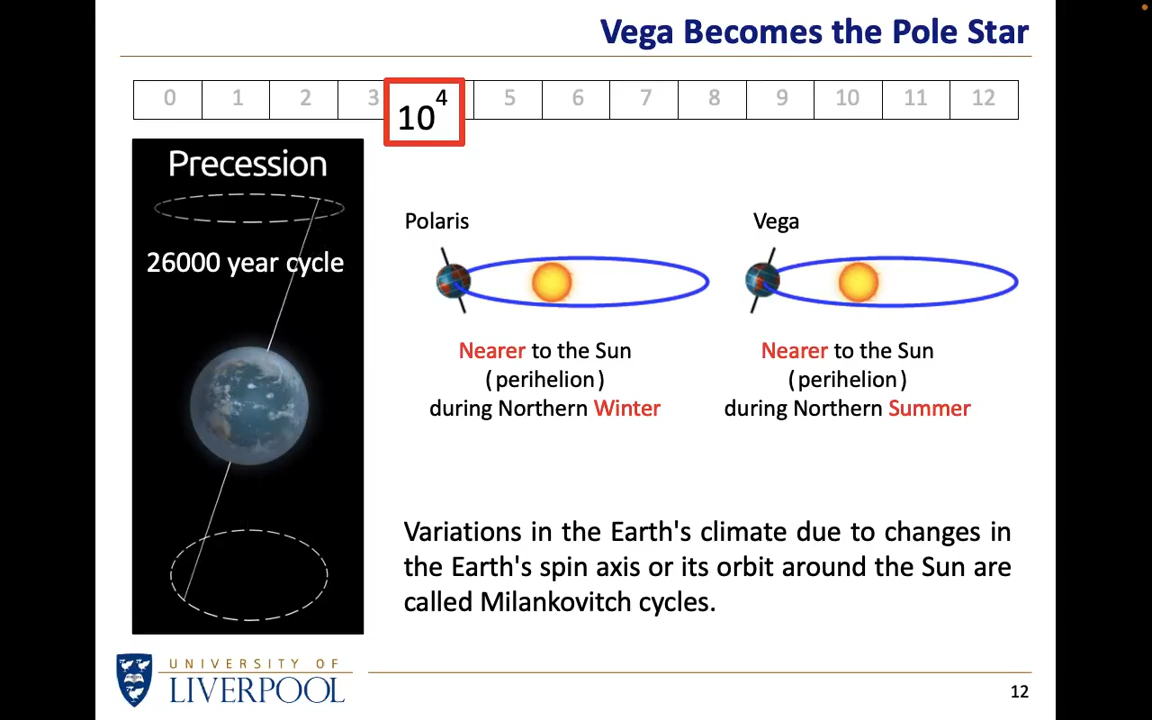 Vega Becomes the Pole Star
0 1 2 3 10^4 5 6 7 8 9 10 11 12
Precession
26000 year cycle
Polaris
Nearer to the Sun
(perihelion)
during Northern Winter
Vega
Nearer to the Sun
(perihelion)
during Northern Summer
Variations in the Earth's climate due to changes in
the Earth's spin axis or its orbit around the Sun are
called Milankovitch cycles.
UNIVERSITY OF
LIVERPOOL
12